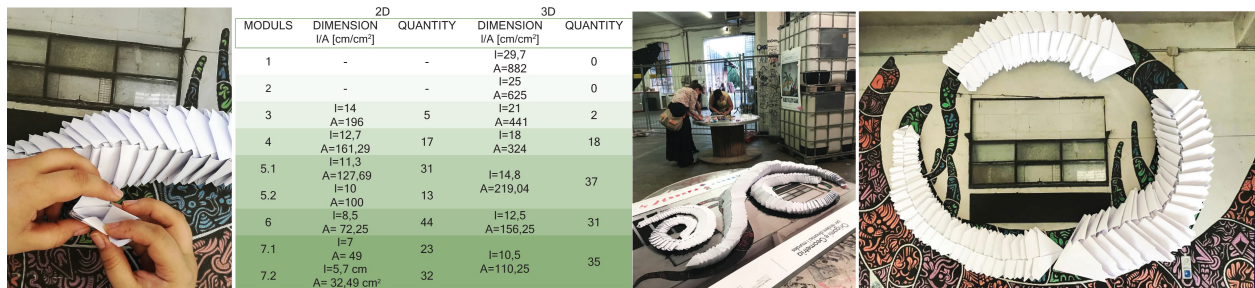 2D 3D
MODULS DIMENSION QUANTITY DIMENSION QUANTITY
l/A [cm/cm²] l/A [cm/cm²]
1 - - l=29,7 0
A=882
2 - - l=25 0
A=625
3 l=14 5 l=21 2
A=196 A=441
4 l=12,7 17 l=18 18
A=161,29 A=324
5.1 l=11,3 31 l=14,8 37
A=127,69 A=219,04
5.2 l=10 13
A=100
6 l=8,5 44 l=12,5 31
A= 72,25 A=156,25
7.1 l=7 23 l=10,5 35
A= 49 A=110,25
7.2 l=5,7 cm 32
A= 32,49 cm²
Origami e Geometria